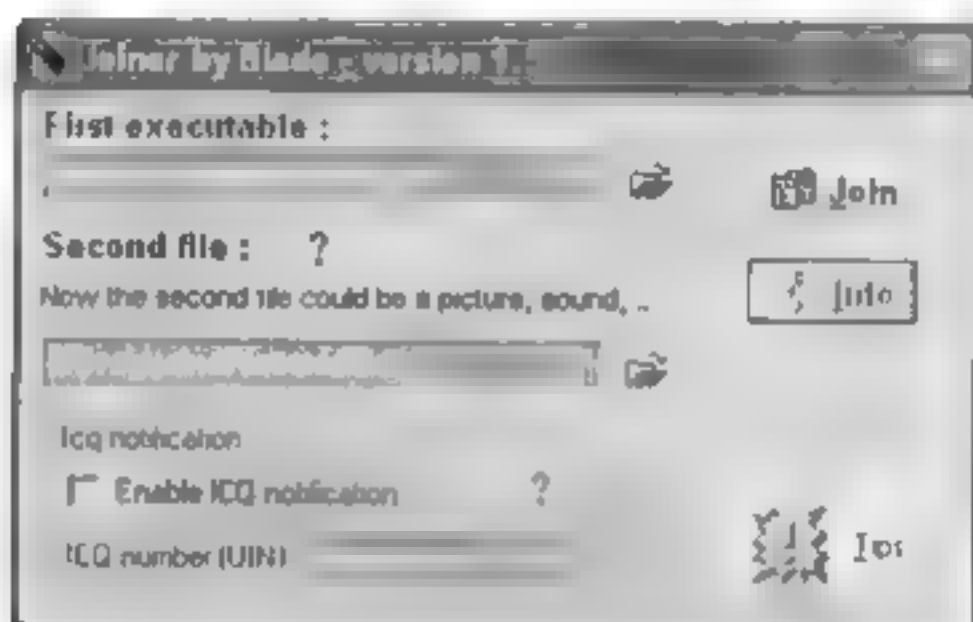 Joiner by Blade - version 1.
First executable :
Join
Second file : ?
Now the second file could be a picture, sound, ..
Info
Icq notification
Enable ICQ notification ?
ICQ number (UIN)
Tips